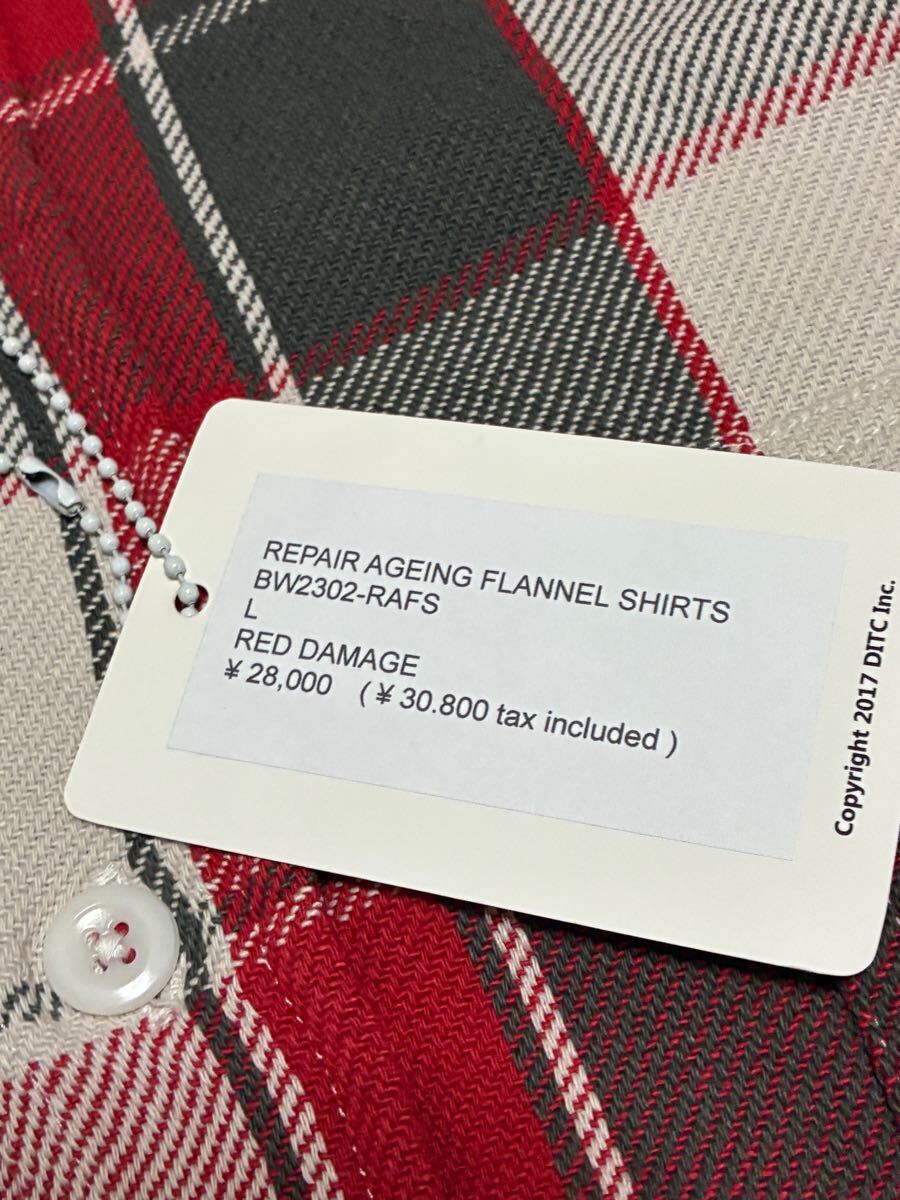 REPAIR AGEING FLANNEL SHIRTS
BW2302-RAFS
L
RED DAMAGE
¥ 28,000 (¥ 30.800 tax included )
Copyright 2017 DITC Inc.